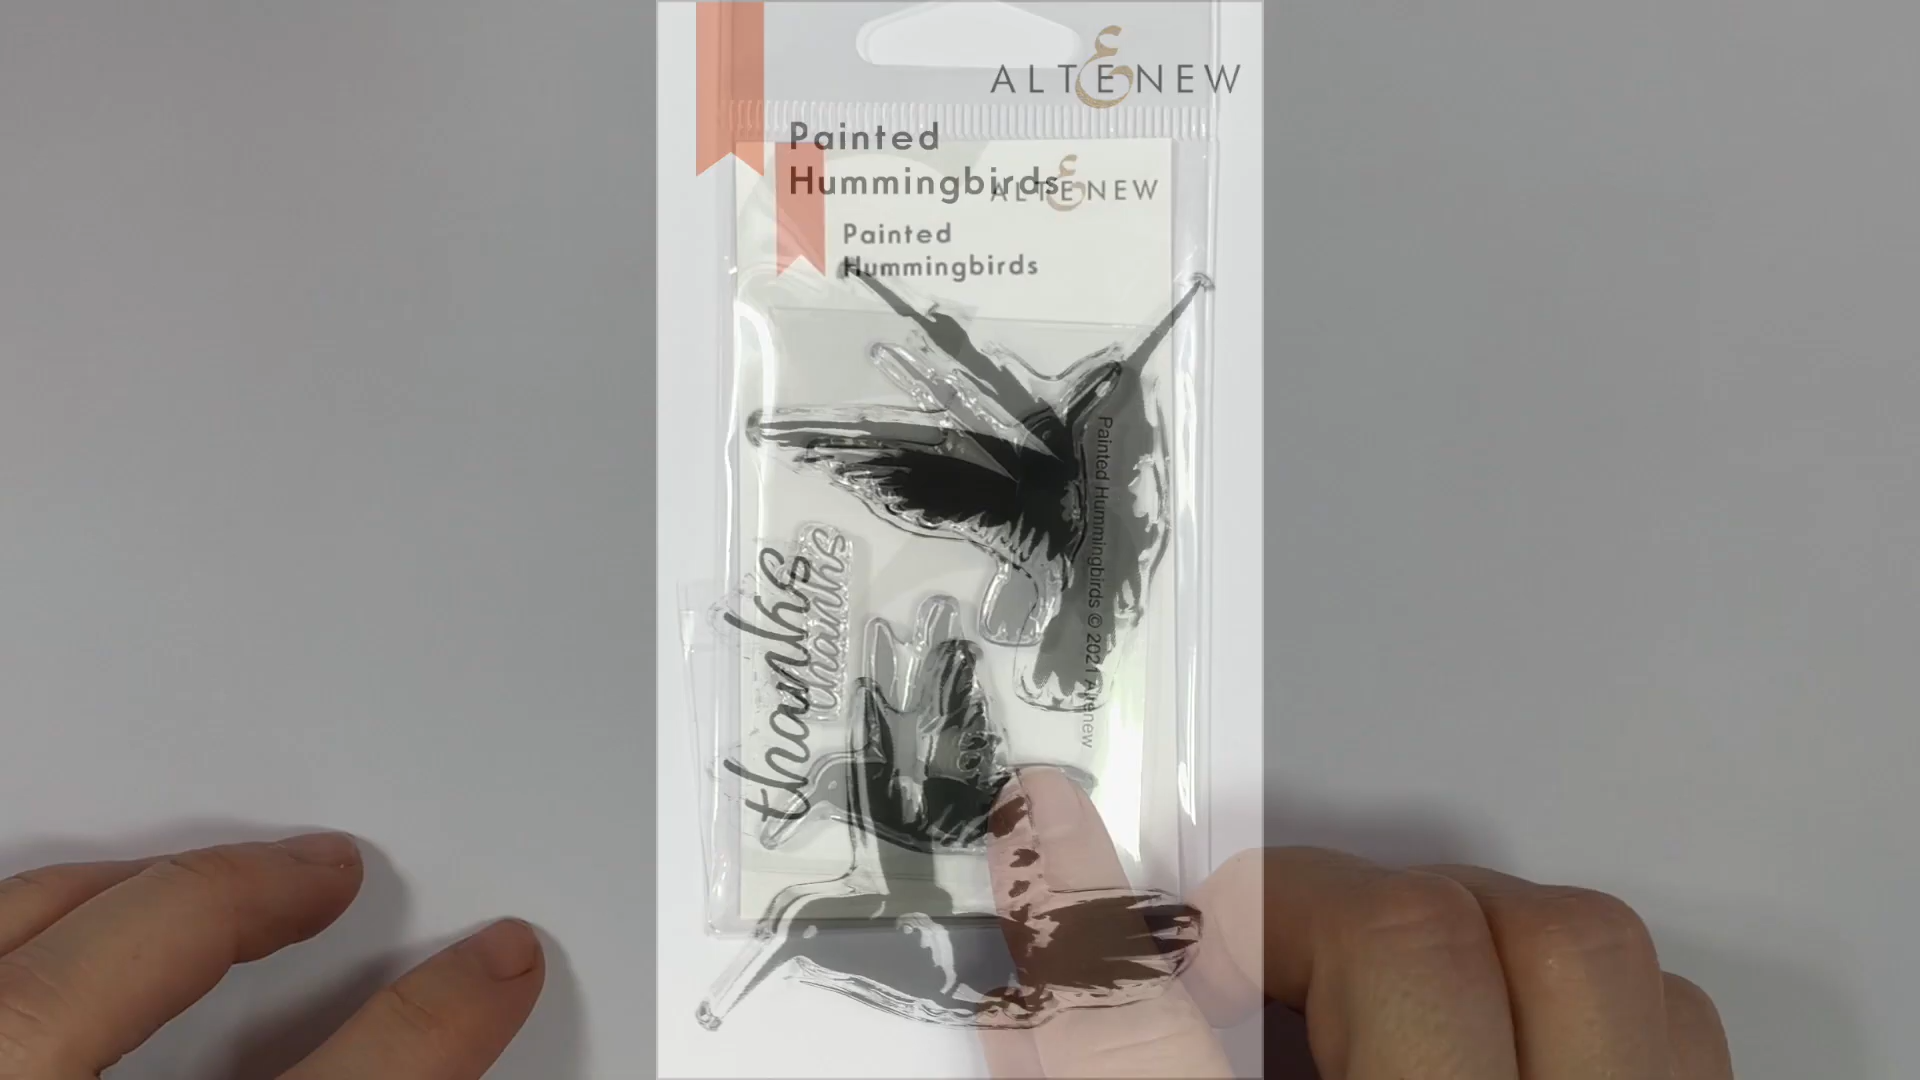 ALTENEW
Painted
Hummingbirds
ALTENEW
Painted
Hummingbirds
Painted Hummingbirds © 2021 Altenew
thanks
thanks